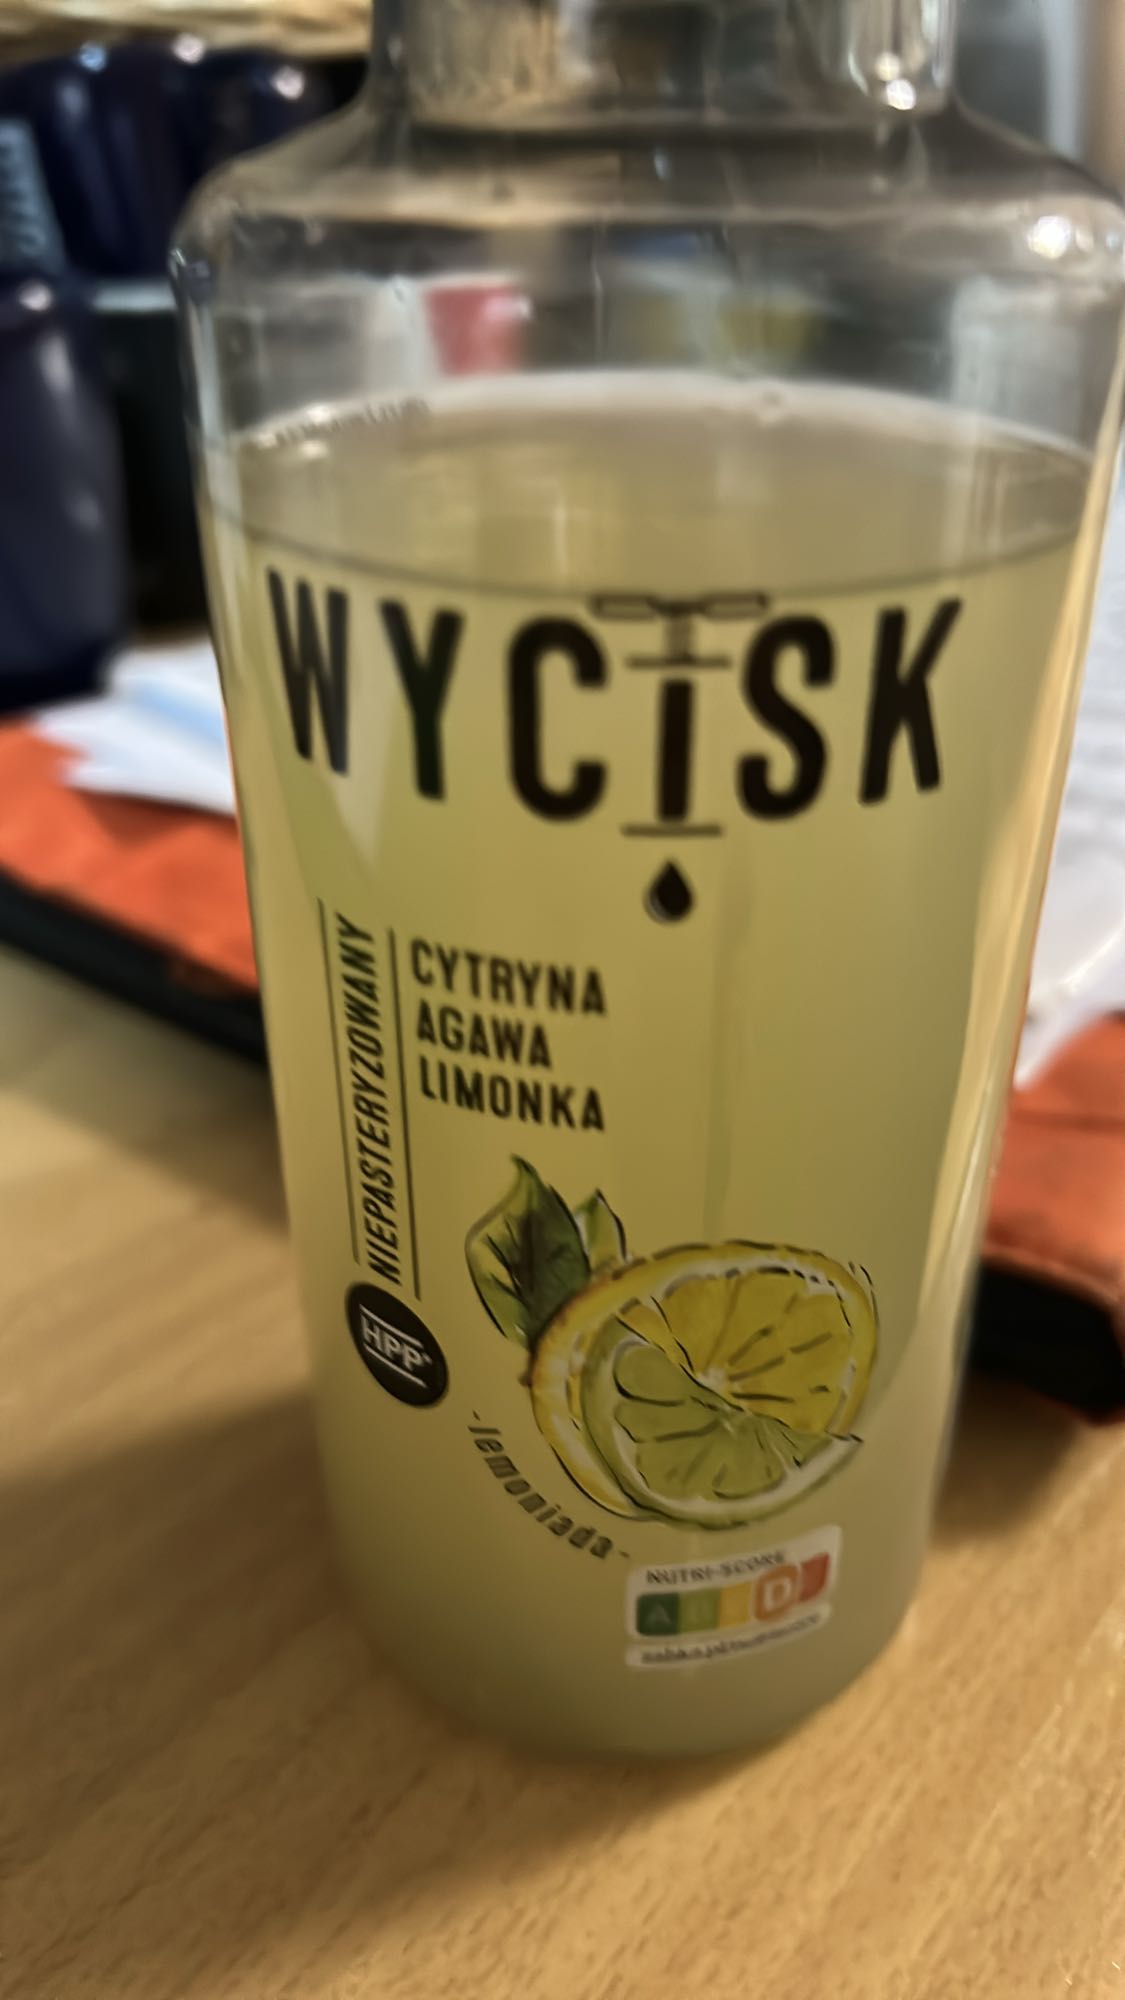 WYCISK
NIEPASTERYZOWANY
CYTRYNA
AGAWA
LIMONKA
HPP
-lemoniada-
NUTRI-SCORE
A B C D